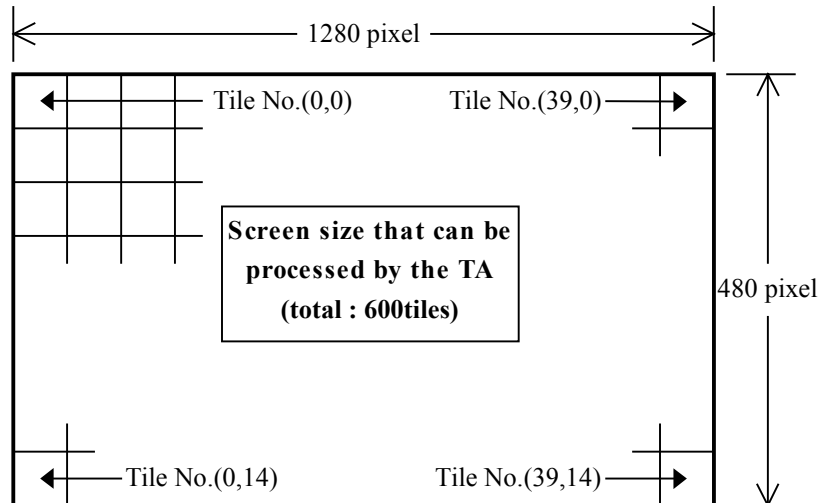 1280 pixel
Tile No.(0,0)
Tile No.(39,0)
Screen size that can be
processed by the TA
(total : 600tiles)
480 pixel
Tile No.(0,14)
Tile No.(39,14)